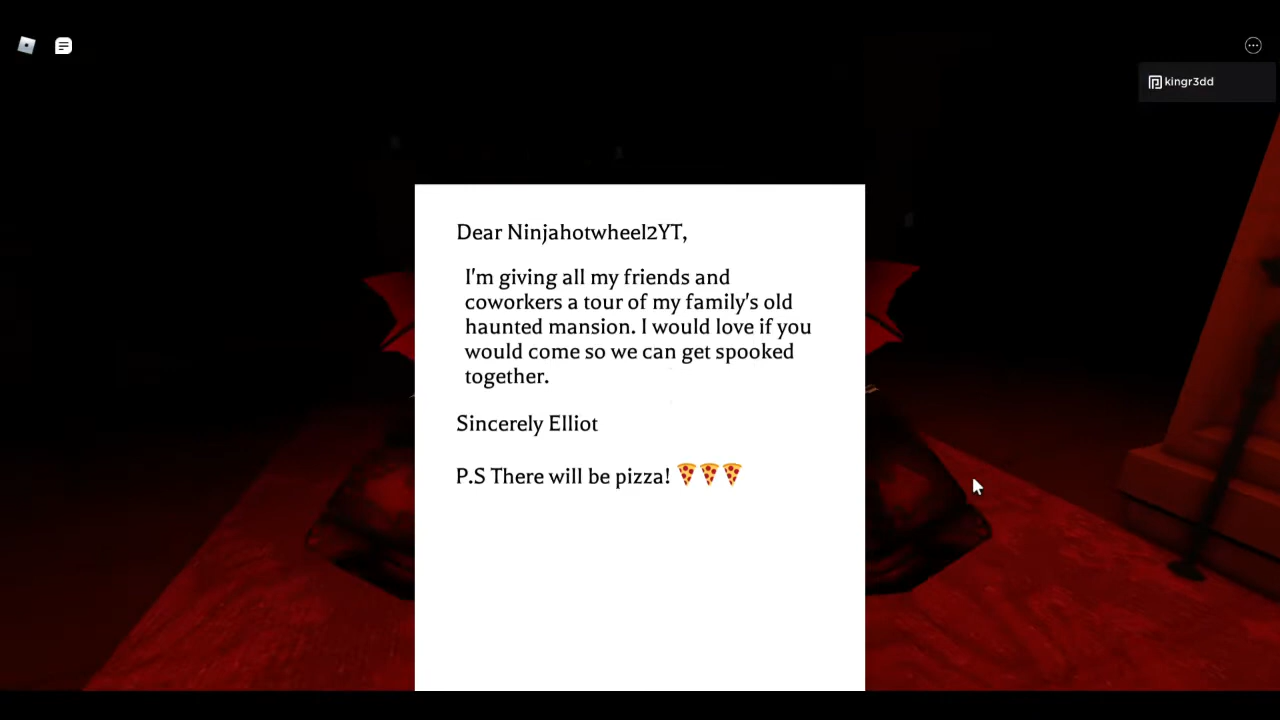 kingr3dd
Dear Ninjahotwheel2YT,
I'm giving all my friends and
coworkers a tour of my family's old
haunted mansion. I would love if you
would come so we can get spooked
together.
Sincerely Elliot
P.S There will be pizza! 🍕🍕🍕